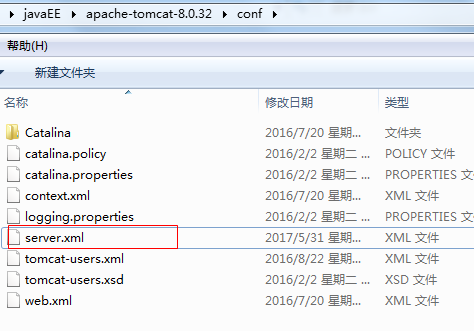 javaEE ▸ apache-tomcat-8.0.32 ▸ conf ▸
帮助(H)
新建文件夹
名称 修改日期 类型
Catalina 2016/7/20 星期... 文件夹
catalina.policy 2016/2/2 星期二 ... POLICY 文件
catalina.properties 2016/2/2 星期二 ... PROPERTIES 文件
context.xml 2016/7/20 星期... XML 文件
logging.properties 2016/2/2 星期二 ... PROPERTIES 文件
server.xml 2017/5/31 星期... XML 文件
tomcat-users.xml 2016/8/22 星期... XML 文件
tomcat-users.xsd 2016/2/2 星期二 ... XSD 文件
web.xml 2016/7/20 星期... XML 文件